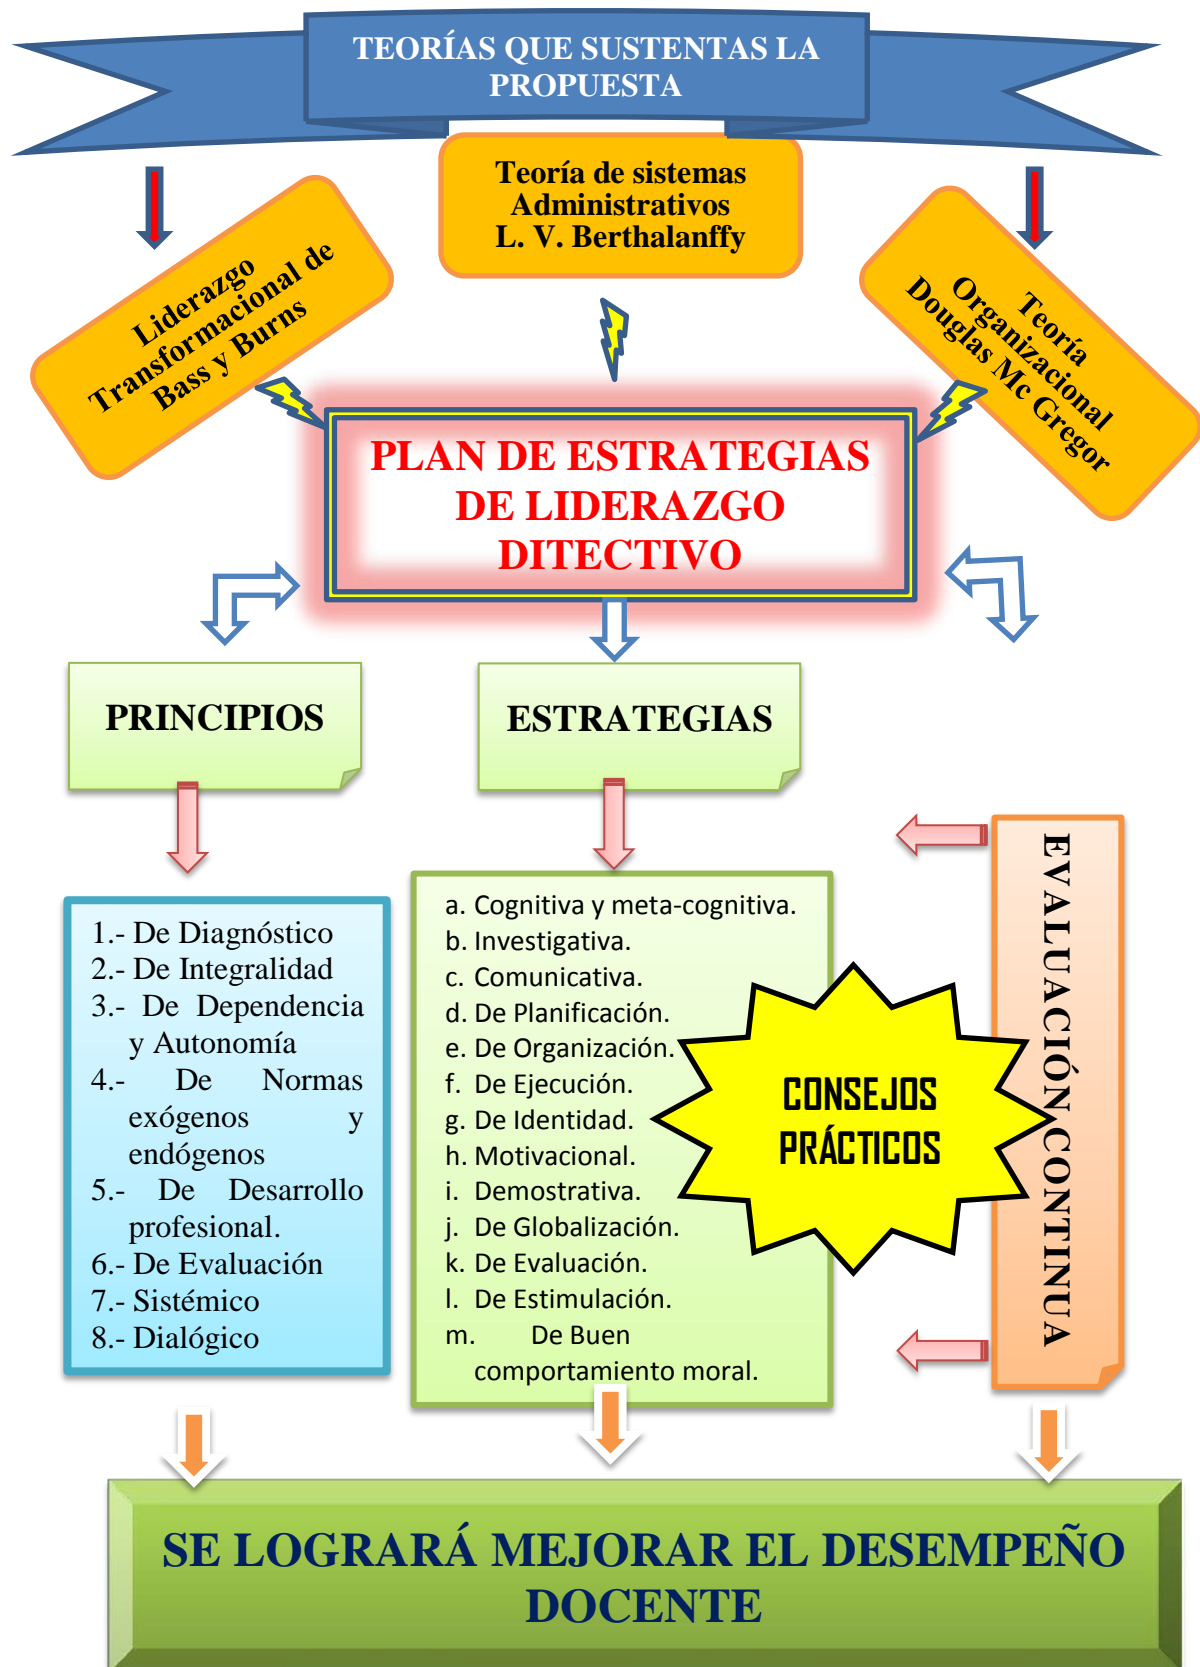 TEORÍAS QUE SUSTENTAS LA
PROPUESTA
Teoría de sistemas
Administrativos
L. V. Berthalanffy
Liderazgo
Transformacional de
Bass y Burns
Teoría
Organizacional
Douglas Mc Gregor
PLAN DE ESTRATEGIAS
DE LIDERAZGO
DITECTIVO
PRINCIPIOS
ESTRATEGIAS
1.- De Diagnóstico
2.- De Integralidad
3.- De Dependencia
y Autonomía
4.- De Normas
exógenos y
endógenos
5.- De Desarrollo
profesional.
6.- De Evaluación
7.- Sistémico
8.- Dialógico
a. Cognitiva y meta-cognitiva.
b. Investigativa.
c. Comunicativa.
d. De Planificación.
e. De Organización.
f. De Ejecución.
g. De Identidad.
h. Motivacional.
i. Demostrativa.
j. De Globalización.
k. De Evaluación.
l. De Estimulación.
m. De Buen
comportamiento moral.
CONSEJOS
PRÁCTICOS
EVALUACIÓN CONTINUA
SE LOGRARÁ MEJORAR EL DESEMPEÑO
DOCENTE